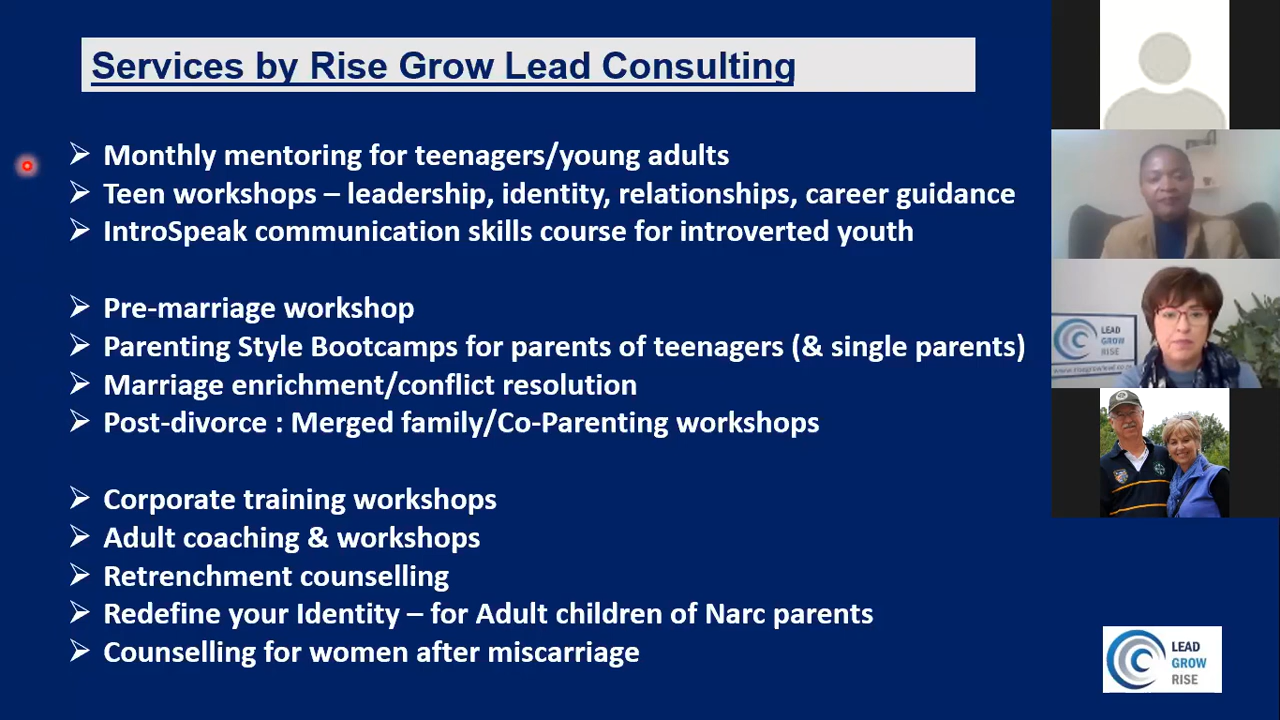 Services by Rise Grow Lead Consulting
Monthly mentoring for teenagers/young adults
Teen workshops – leadership, identity, relationships, career guidance
IntroSpeak communication skills course for introverted youth
Pre-marriage workshop
Parenting Style Bootcamps for parents of teenagers (& single parents)
Marriage enrichment/conflict resolution
Post-divorce : Merged family/Co-Parenting workshops
Corporate training workshops
Adult coaching & workshops
Retrenchment counselling
Redefine your Identity – for Adult children of Narc parents
Counselling for women after miscarriage
LEAD
GROW
RISE
LEAD
GROW
RISE